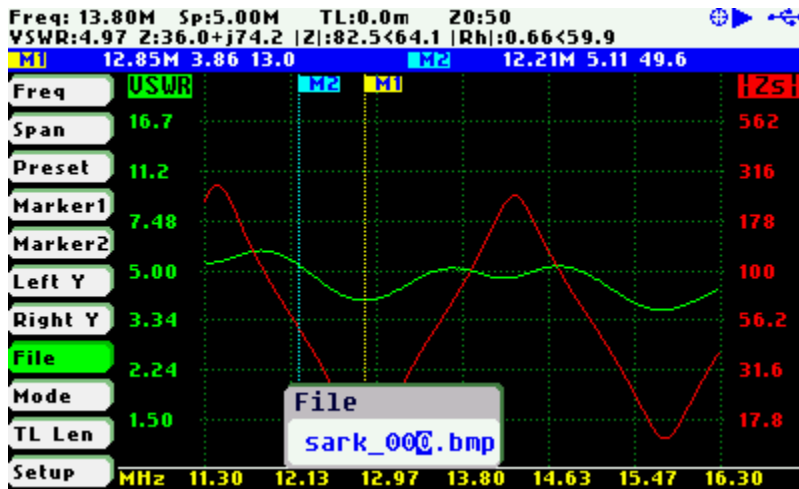 Freq: 13.80M Sp:5.00M TL:0.0m Z0:50
VSWR:4.97 Z:36.0+j74.2 |Z|:82.5<64.1 |Rh|:0.66<59.9
M1 12.85M 3.86 13.0 M2 12.21M 5.11 49.6
Freq VSWR M2 M1 |Zs|
Span 16.7 562
Preset 11.2 316
Marker1
7.48 178
Marker2
Left Y 5.00 100
Right Y 3.34 56.2
File 2.24 31.6
Mode File
TL Len 1.50 17.8
sark_000.bmp
Setup
MHz 11.30 12.13 12.97 13.80 14.63 15.47 16.30